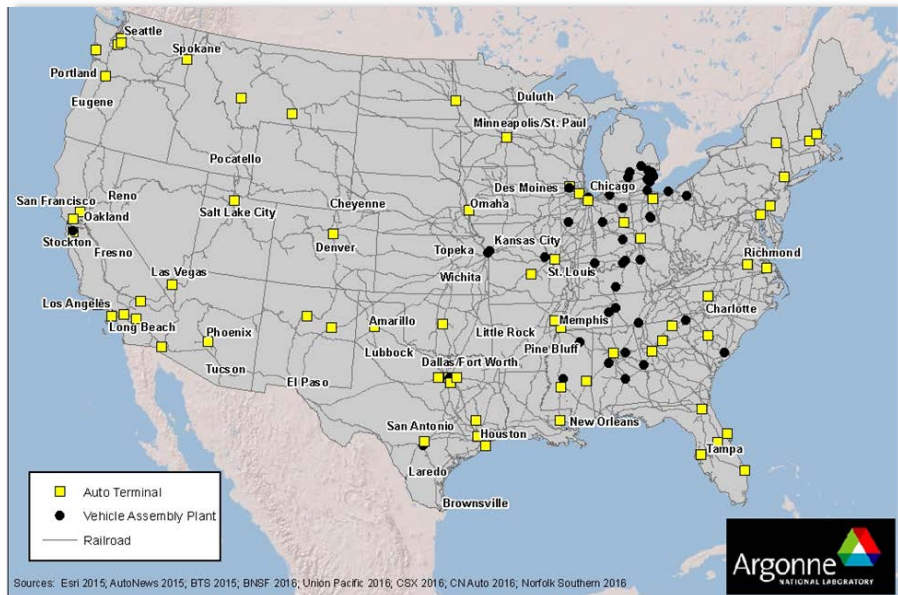 Seattle
Spokane
Portland
Eugene
Duluth
Minneapolis/St. Paul
Pocatello
Des Moines
Chicago
Reno
San Francisco
Oakland
Salt Lake City
Cheyenne
Omaha
Stockton
Fresno
Denver
Topeka
Kansas City
Richmond
St. Louis
Wichita
Las Vegas
Los Angeles
Long Beach
Phoenix
Amarillo
Little Rock
Memphis
Charlotte
Lubbock
Pine Bluff
Tucson
Dallas/Fort Worth
El Paso
San Antonio
Houston
New Orleans
Tampa
Laredo
Brownsville
Auto Terminal
Vehicle Assembly Plant
Railroad
Argonne
NATIONAL LABORATORY
Sources: Esri 2015; AutoNews 2015; BTS 2015; BNSF 2016; Union Pacific 2016; CSX 2016; CN Auto 2016; Norfolk Southern 2016